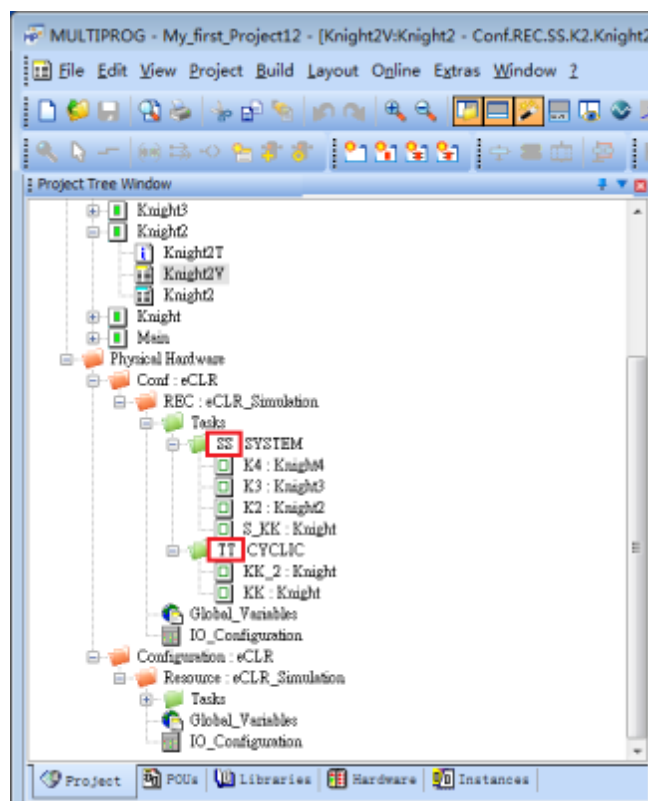 MULTIPROG - My_first_Project12 - [Knight2V:Knight2 - Conf.REC.SS.K2.Knight2
File Edit View Project Build Layout Online Extras Window ?
Project Tree Window
Knight3
Knight2
Knight2T
Knight2V
Knight2
Knight
Main
Physical Hardware
Conf : eCLR
REC : eCLR_Simulation
Tasks
SS SYSTEM
K4 : Knight4
K3 : Knight3
K2 : Knight2
S_KK : Knight
TT CYCLIC
KK_2 : Knight
KK : Knight
Global_Variables
IO_Configuration
Configuration : eCLR
Resource : eCLR_Simulation
Tasks
Global_Variables
IO_Configuration
Project POUs Libraries Hardware Instances